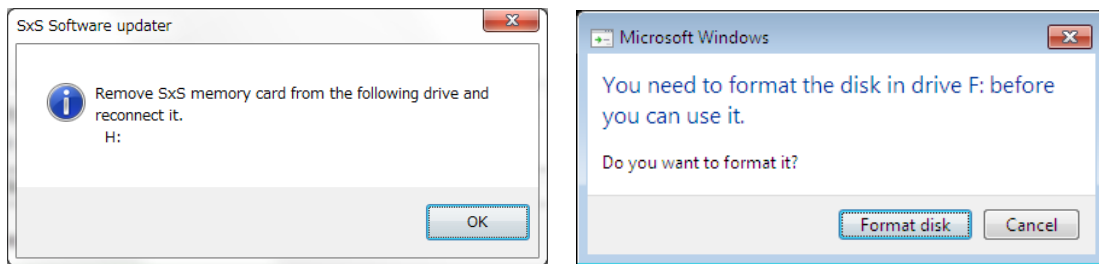 SxS Software updater
Remove SxS memory card from the following drive and
reconnect it.
H:
OK
Microsoft Windows
You need to format the disk in drive F: before
you can use it.
Do you want to format it?
Format disk
Cancel